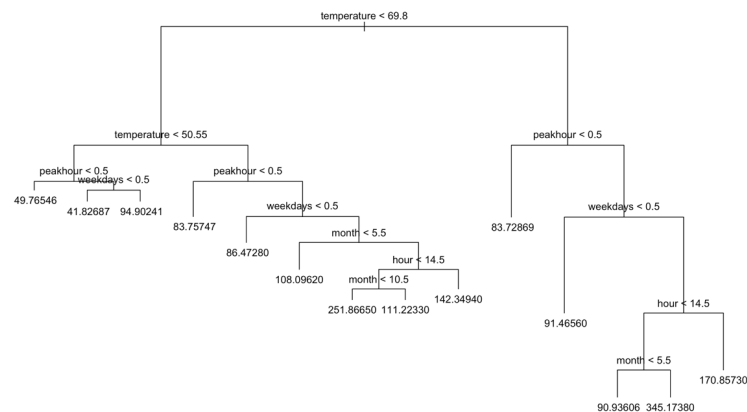 temperature < 69.8
temperature < 50.55
peakhour < 0.5
peakhour < 0.5
weekdays < 0.5
peakhour < 0.5
49.76546
41.82687
94.90241
83.75747
weekdays < 0.5
86.47280
month < 5.5
108.09620
hour < 14.5
month < 10.5
251.86650
111.22330
142.34940
83.72869
weekdays < 0.5
91.46560
hour < 14.5
month < 5.5
90.93606
345.17380
170.85730